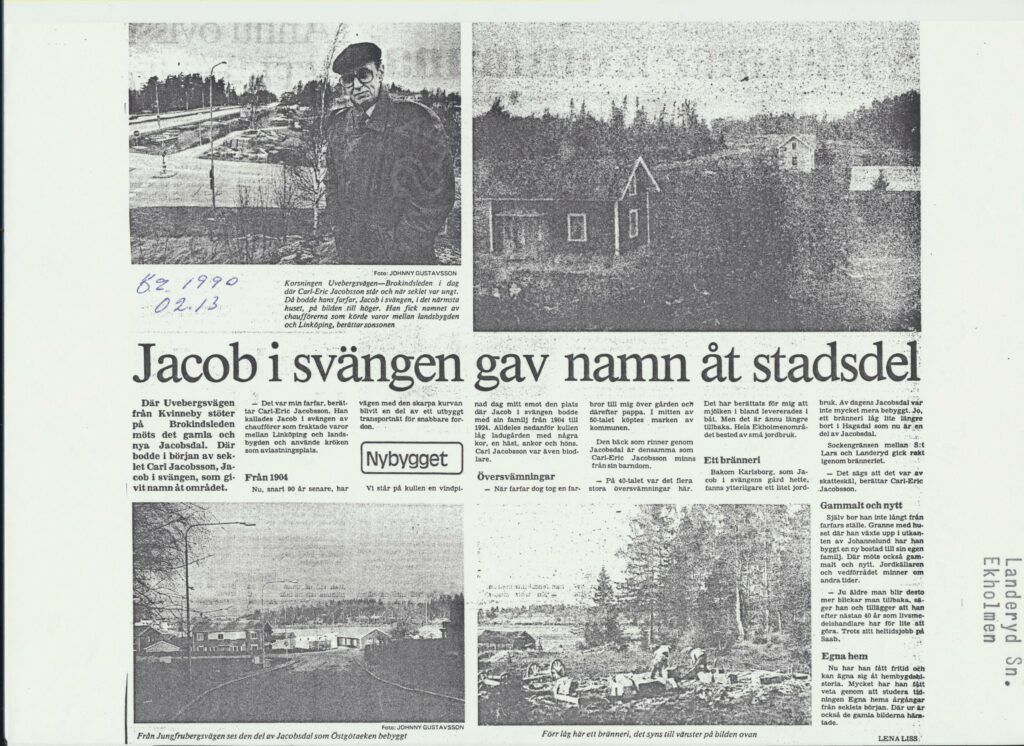 Foto: JOHNNY GUSTAVSSON
1990
02.13.
Korsningen Uvebergsvägen—Brokindsleden i dag
där Carl-Eric Jacobsson står och när seklet var ungt.
Då bodde hans farfar, Jacob i svängen, i det närmsta
huset, på bilden till höger. Han fick namnet av
chaufförerna som körde varor mellan landsbygden
och Linköping, berättar sonsonen
Jacob i svängen gav namn åt stadsdel
Där Uvebergsvägen
från Kvinneby stöter
på Brokindsleden
möts det gamla och
nya Jacobsdal. Där
bodde i början av sek-
let Carl Jacobsson, Ja-
cob i svängen, som gi-
vit namn åt området.
— Det var min farfar, berät-
tar Carl-Eric Jacobsson. Han
kallades Jacob i svängen av
chaufförer som fraktade varor
mellan Linköping och lands-
bygden och använde kröken
som avlastningsplats.
Från 1904
Nu, snart 90 år senare, har
vägen med den skarpa kurvan
blivit en del av ett utbyggt
transportnät för snabbare for-
don.
Nybygget
Vi står på kullen en vindpi-
nad dag mitt emot den plats
där Jacob i svängen bodde
med sin familj från 1904 till
1924. Alldeles nedanför kullen
låg ladugården med några
kor, en häst, ankor och höns.
Carl Jacobsson var även biod-
lare.
Översvämningar
— När farfar dog tog en far-
bror till mig över gården och
därefter pappa. I mitten av
50-talet köptes marken av
kommunen.
Den bäck som rinner genom
Jacobsdal är densamma som
Carl-Eric Jacobsson minns
från sin barndom.
— På 40-talet var det flera
stora översvämningar här.
Det har berättats för mig att
mjölken in bland levererades i
båt. Men det är ännu längre
tillbaka. Hela Ekholmenområ-
det bestod av små jordbruk.
Ett bränneri
Bakom Karlsborg, som Ja-
cob i svängens gård hette,
fanns ytterligare ett litet jord-
bruk. Av dagens Jacobsdal var
inte mycket mera bebyggt. Jo,
ett bränneri låg lite längre
bort i Hagadal som nu är en
del av Jacobsdal.
Sockengränsen mellan S:t
Lars och Landeryd gick rakt
igenom bränneriet.
— Det sägs att det var av
skatteskäl, berättar Carl-Eric
Jacobsson.
Gammalt och nytt
Själv bor han inte långt från
farfars ställe. Granne med hu-
set där han växte upp i utkan-
ten av Johannelund har han
byggt en ny bostad till sin egen
familj. Där möts också gam-
malt och nytt. Jordkällaren
och vedförrådet minner om
andra tider.
— Ju äldre man blir desto
mer blickar man tillbaka, sä-
ger han och tillägger att han
efter nästan 40 år som livsme-
delshandlare har för lite att
göra. Trots sitt heltidsjobb på
Saab.
Egna hem
Nu har han fått fritid och
kan ägna sig åt hembygdshi-
storia. Mycket har han fått
veta genom att studera tid-
ningen Egna hems årgångar
från seklets början. Där ur är
också de gamla bilderna häm-
tade.
LENA LISS
Foto: JOHNNY GUSTAVSSON
Från Jungfrubergsvägen ses den del av Jacobsdal som Östgötaeken bebyggt
Förr låg här ett bränneri, det syns till vänster på bilden ovan
Landeryd Sn.
Ekholmen